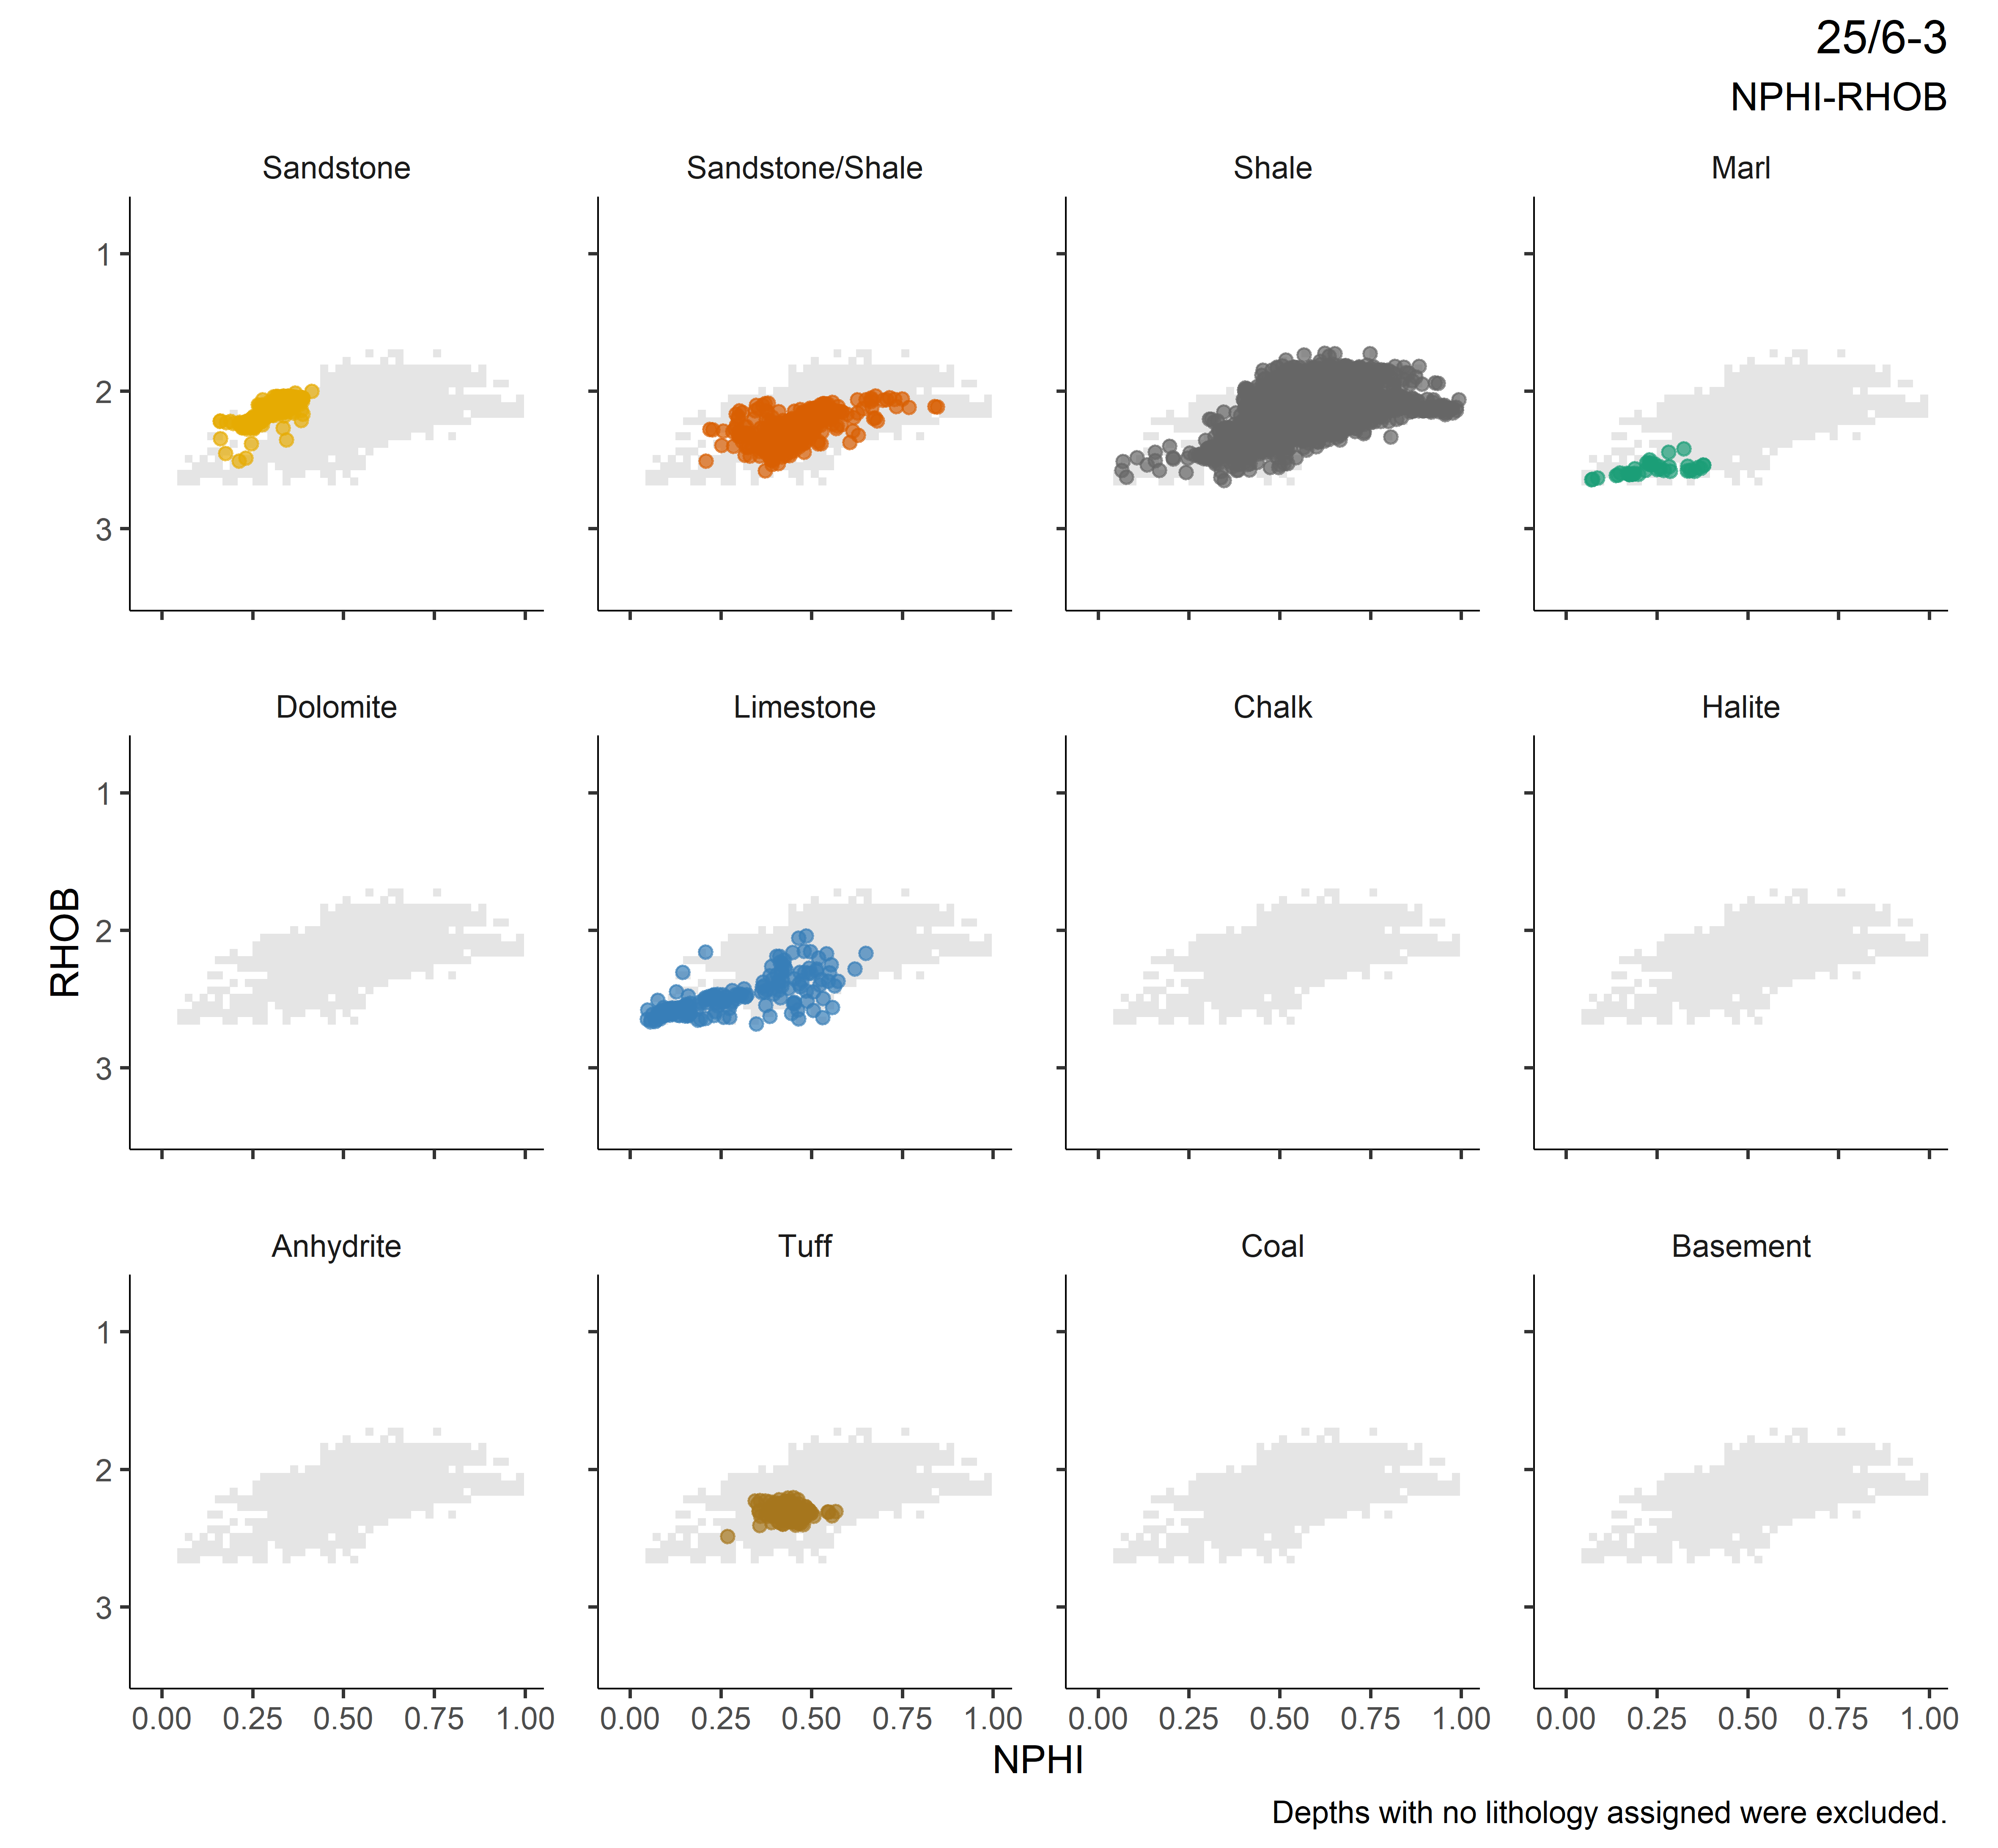 25/6-3
NPHI-RHOB
Sandstone Sandstone/Shale Shale Marl
1
2
3
Dolomite Limestone Chalk Halite
1
2
3
RHOB
Anhydrite Tuff Coal Basement
1
2
3
0.00 0.25 0.50 0.75 1.00 0.00 0.25 0.50 0.75 1.00 0.00 0.25 0.50 0.75 1.00 0.00 0.25 0.50 0.75 1.00
NPHI
Depths with no lithology assigned were excluded.